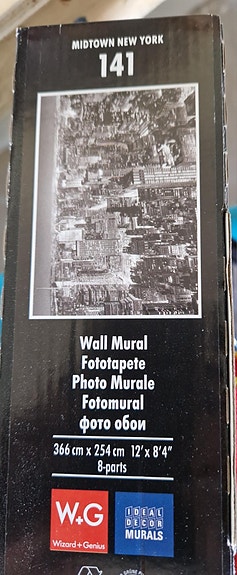 MIDTOWN NEW YORK
141
Wall Mural
Fototapete
Photo Murale
Fotomural
фото обои
366 cm x 254 cm 12'x 8'4"
8-parts
W+G
Wizard+Genius
IDEAL
DECOR
MURALS